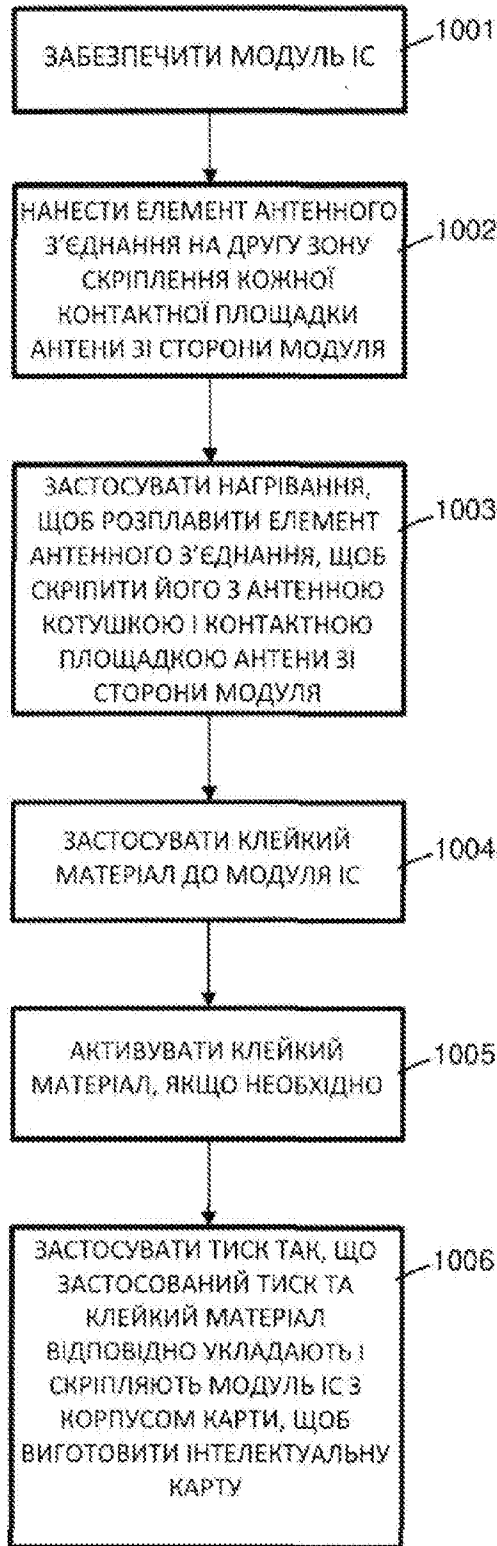 ЗАБЕЗПЕЧИТИ МОДУЛЬ ІС
1001
НАНЕСТИ ЕЛЕМЕНТ АНТЕННОГО
З'ЄДНАННЯ НА ДРУГУ ЗОНУ
СКРІПЛЕННЯ КОЖНОЇ
КОНТАКТНОЇ ПЛОЩАДКИ
АНТЕНИ ЗІ СТОРОНИ МОДУЛЯ
1002
ЗАСТОСУВАТИ НАГРІВАННЯ,
ЩОБ РОЗПЛАВИТИ ЕЛЕМЕНТ
АНТЕННОГО З'ЄДНАННЯ, ЩОБ
СКРІПИТИ ЙОГО З АНТЕННОЮ
КОТУШКОЮ І КОНТАКТНОЮ
ПЛОЩАДКОЮ АНТЕНИ ЗІ
СТОРОНИ МОДУЛЯ
1003
ЗАСТОСУВАТИ КЛЕЙКИЙ
МАТЕРІАЛ ДО МОДУЛЯ ІС
1004
АКТИВУВАТИ КЛЕЙКИЙ
МАТЕРІАЛ, ЯКЩО НЕОБХІДНО
1005
ЗАСТОСУВАТИ ТИСК ТАК, ЩО
ЗАСТОСОВАНИЙ ТИСК ТА
КЛЕЙКИЙ МАТЕРІАЛ
ВІДПОВІДНО УКЛАДАЮТЬ І
СКРІПЛЯЮТЬ МОДУЛЬ ІС З
КОРПУСОМ КАРТИ, ЩОБ
ВИГОТОВИТИ ІНТЕЛЕКТУАЛЬНУ
КАРТУ
1006